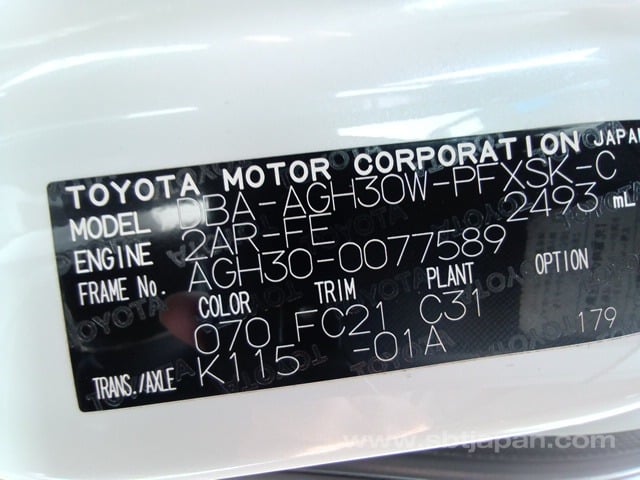 TOYOTA MOTOR CORPORATION JAPAN
MODEL DBA-AGH30W-PFXSK-C
ENGINE 2AR-FE 2493 mL
FRAME No. AGH30-0077589
COLOR TRIM PLANT OPTION
070 FC21 C31
TRANS./AXLE K115 -01A 179
www.sbtjapan.com